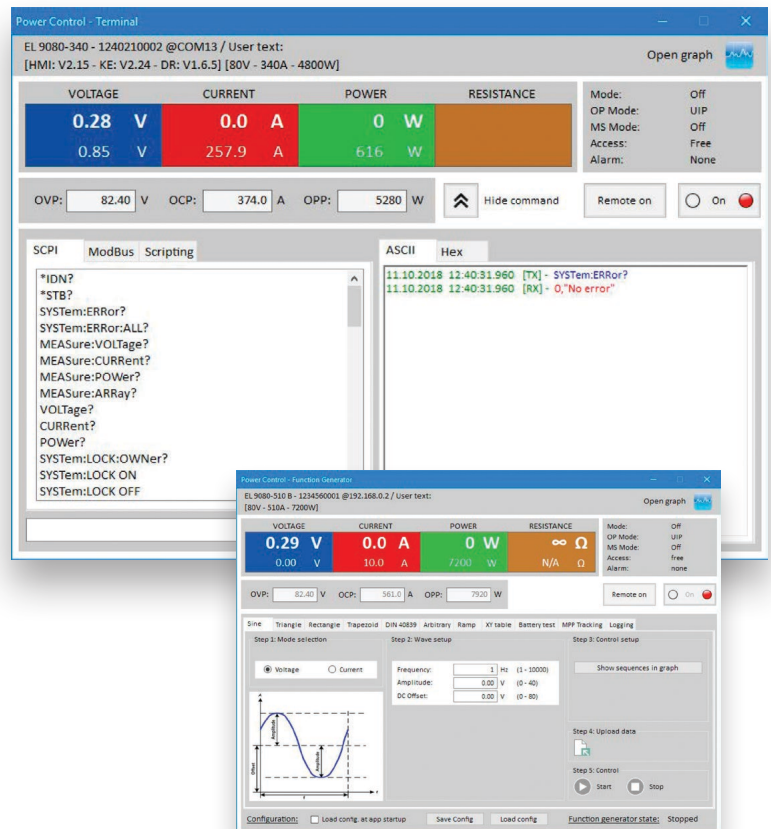 Power Control - Terminal
EL 9080-340 - 1240210002 @COM13 / User text:
[HMI: V2.15 - KE: V2.24 - DR: V1.6.5] [80V - 340A - 4800W]
Open graph
VOLTAGE CURRENT POWER RESISTANCE
0.28 V 0.0 A 0 W
0.85 V 257.9 A 616 W
Mode: Off
OP Mode: UIP
MS Mode: Off
Access: Free
Alarm: None
OVP: 82.40 V OCP: 374.0 A OPP: 5280 W Hide command Remote on On
SCPI ModBus Scripting
*IDN?
*STB?
SYSTem:ERRor?
SYSTem:ERRor:ALL?
MEASure:VOLTage?
MEASure:CURRent?
MEASure:POWer?
MEASure:ARRay?
VOLTage?
CURRent?
POWer?
SYSTem:LOCK:OWNer?
SYSTem:LOCK ON
SYSTem:LOCK OFF
ASCII Hex
11.10.2018 12:40:31.960 [TX] - SYSTem:ERRor?
11.10.2018 12:40:31.960 [RX] - 0,"No error"
Power Control - Function Generator
EL 9080-510 B - 1234560001 @192.168.0.2 / User text:
[80V - 510A - 7200W]
Open graph
VOLTAGE CURRENT POWER RESISTANCE
0.29 V 0.0 A 0 W ∞ Ω
0.00 V 10.0 A 7200 W N/A Ω
Mode: Off
OP Mode: UIP
MS Mode: Off
Access: free
Alarm: none
OVP: 82.40 V OCP: 561.0 A OPP: 7920 W Remote on On
Sine Triangle Rectangle Trapezoid DIN 40839 Arbitrary Ramp XY table Battery test MPP Tracking Logging
Step 1: Mode selection
Voltage Current
Amplitude
Amplitude
Offset
t
Step 2: Wave setup
Frequency: 1 Hz (1 - 10000)
Amplitude: 0.00 V (0 - 40)
DC Offset: 0.00 V (0 - 80)
Step 3: Control setup
Show sequences in graph
Step 4: Upload data
Step 5: Control
Start Stop
Configuration: Load config. at app startup Save Config Load config Function generator state: Stopped